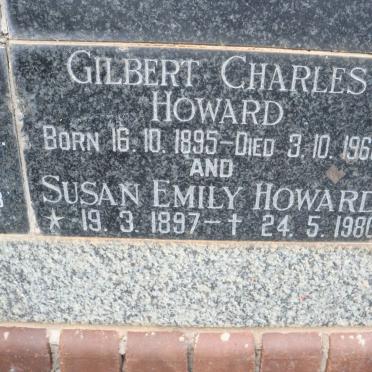 GILBERT CHARLES
HOWARD
BORN 16.10.1895-DIED 3.10.196
AND
SUSAN EMILY HOWARD
* 19.3.1897-† 24.5.1980